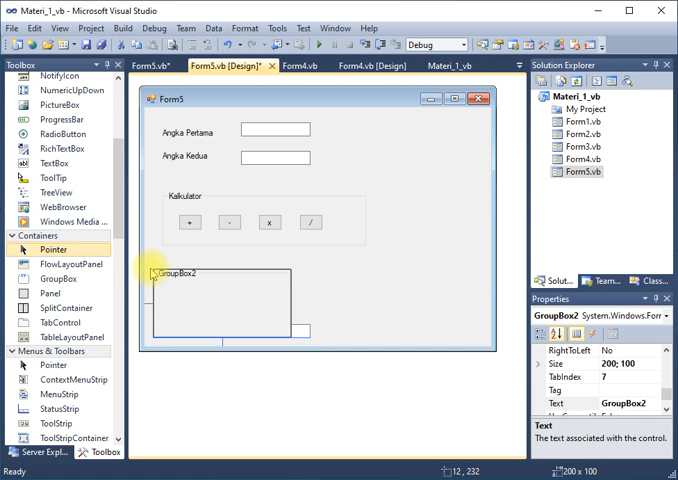 Materi_1_vb - Microsoft Visual Studio
File Edit View Project Build Debug Team Data Format Tools Test Window Help
Debug
Toolbox
NotifyIcon
NumericUpDown
PictureBox
ProgressBar
RadioButton
RichTextBox
TextBox
ToolTip
TreeView
WebBrowser
Windows Media ...
Containers
Pointer
FlowLayoutPanel
GroupBox
Panel
SplitContainer
TabControl
TableLayoutPanel
Menus & Toolbars
Pointer
ContextMenuStrip
MenuStrip
StatusStrip
ToolStrip
ToolStripContainer
Server Expl... Toolbox
Form5.vb* Form5.vb [Design]* Form4.vb Form4.vb [Design] Materi_1_vb
Form5
Angka Pertama
Angka Kedua
Kalkulator
+ - x /
GroupBox2
Solution Explorer
Materi_1_vb
My Project
Form1.vb
Form2.vb
Form3.vb
Form4.vb
Form5.vb
Solut... Team... Class...
Properties
GroupBox2 System.Windows.Forr
RightToLeft No
Size 200; 100
TabIndex 7
Tag
Text GroupBox2
Text
The text associated with the control.
Ready 12 , 232 200 x 100